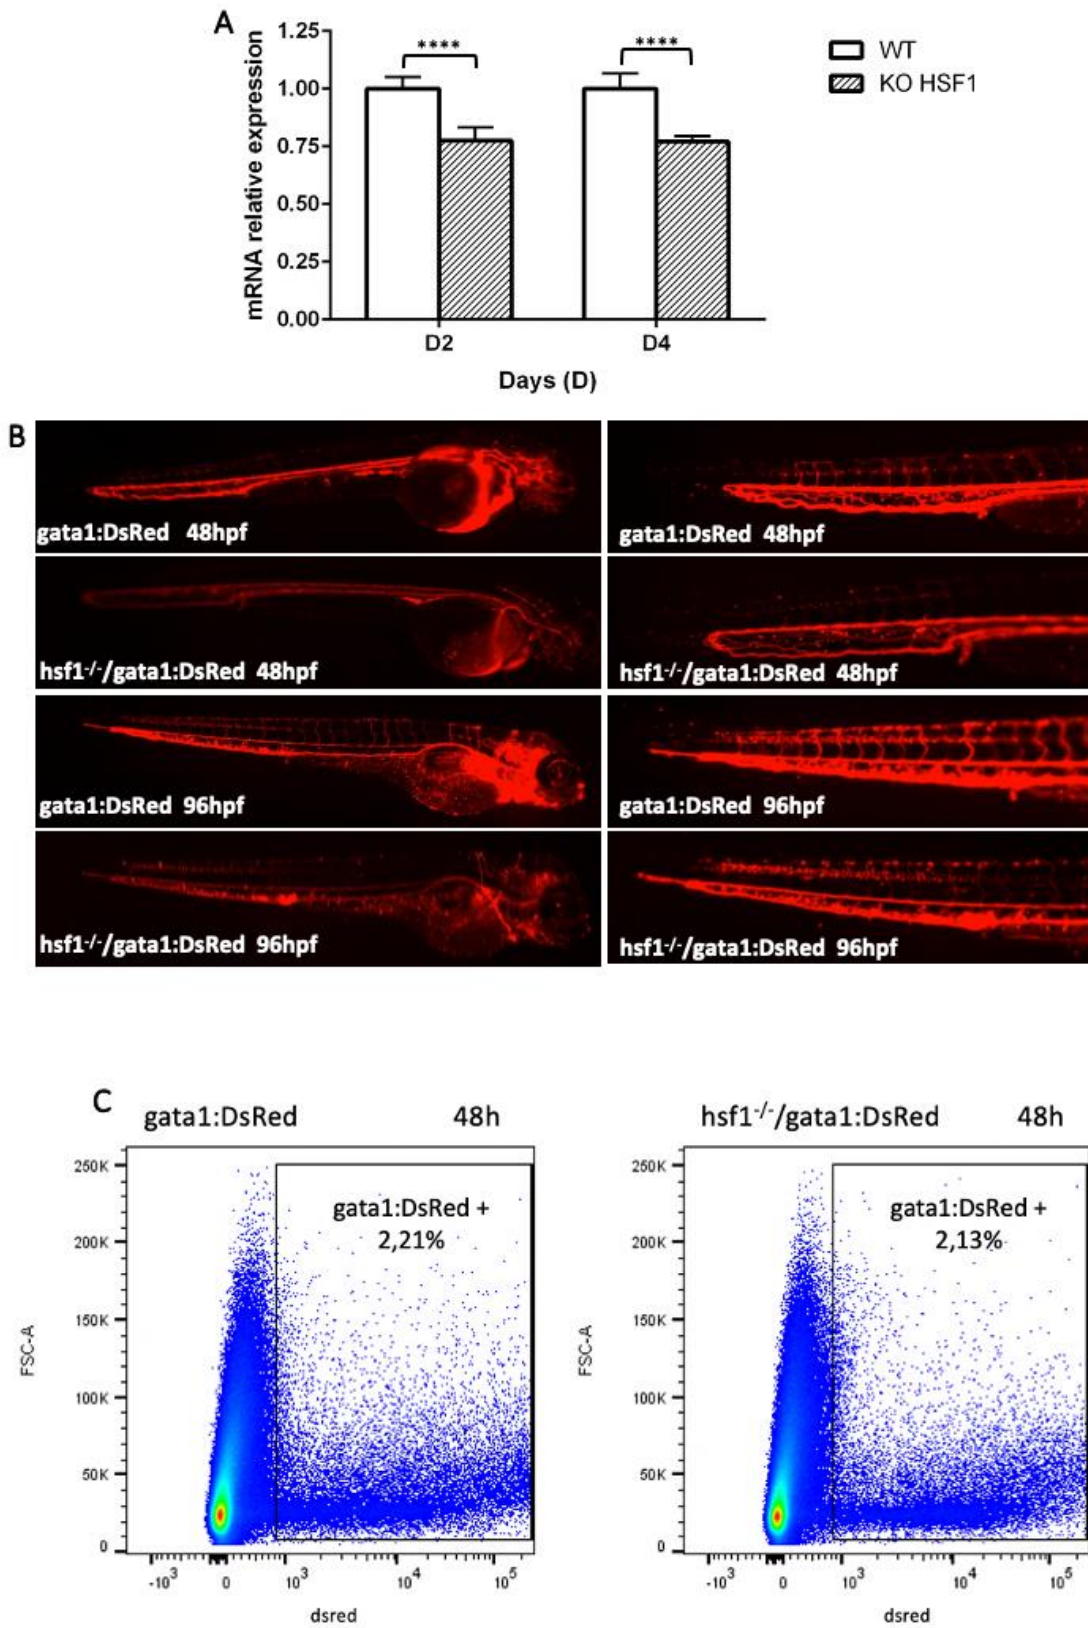 A
1.25
****
****
WT
KO HSF1
1.00
0.75
0.50
0.25
0.00
mRNA relative expression
D2
D4
Days (D)
B
gata1:DsRed 48hpf
gata1:DsRed 48hpf
hsf1-/-/gata1:DsRed 48hpf
hsf1-/-/gata1:DsRed 48hpf
gata1:DsRed 96hpf
gata1:DsRed 96hpf
hsf1-/-/gata1:DsRed 96hpf
hsf1-/-/gata1:DsRed 96hpf
C
gata1:DsRed 48h
250K
200K
150K
100K
50K
0
FSC-A
gata1:DsRed +
2,21%
-10³ 0 10³ 10⁴ 10⁵
dsred
hsf1-/-/gata1:DsRed 48h
250K
200K
150K
100K
50K
0
FSC-A
gata1:DsRed +
2,13%
-10³ 0 10³ 10⁴ 10⁵
dsred